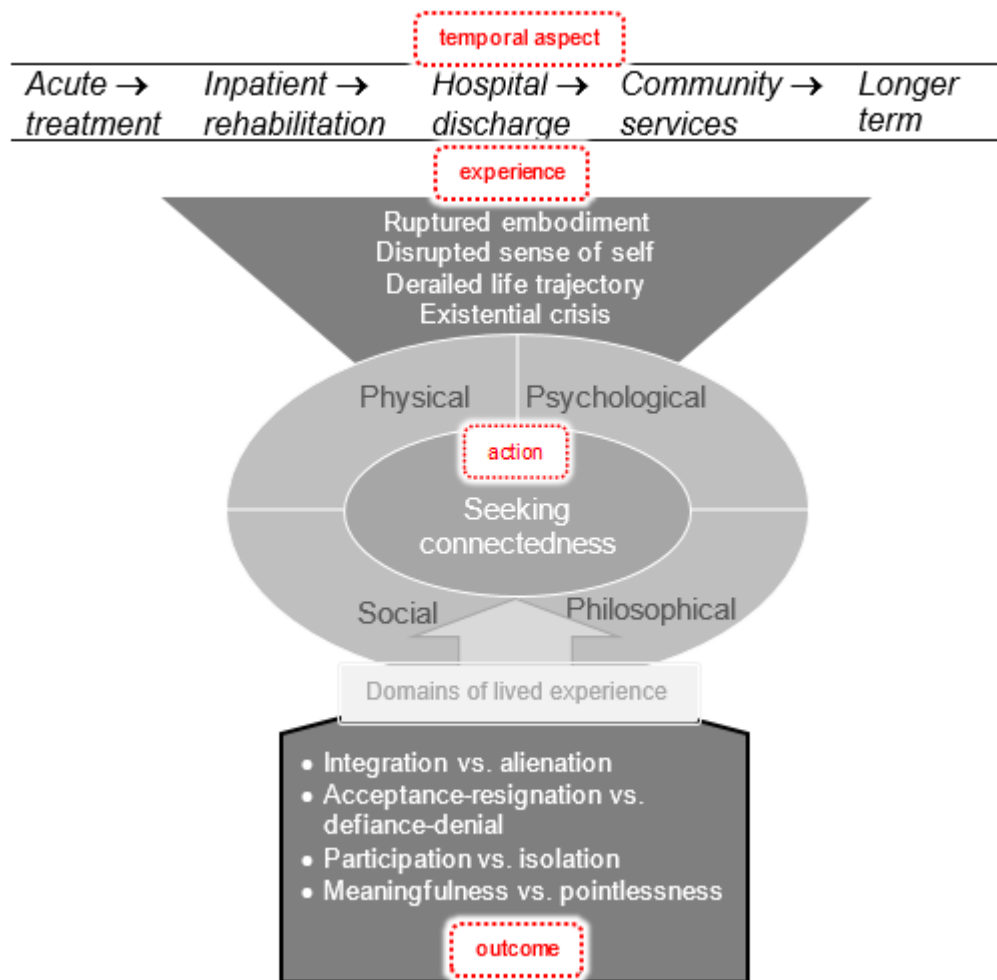 temporal aspect
Acute → Inpatient → Hospital → Community → Longer
treatment rehabilitation discharge services term
experience
Ruptured embodiment
Disrupted sense of self
Derailed life trajectory
Existential crisis
Physical Psychological
action
Seeking
connectedness
Social Philosophical
Domains of lived experience
• Integration vs. alienation
• Acceptance-resignation vs.
defiance-denial
• Participation vs. isolation
• Meaningfulness vs. pointlessness
outcome